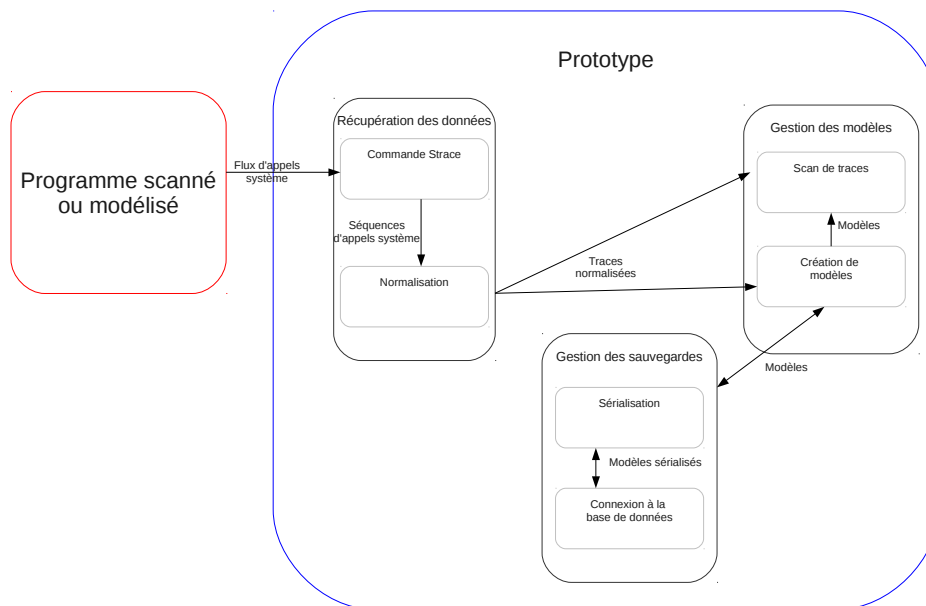 Prototype
Programme scanné
ou modélisé
Flux d'appels
système
Récupération des données
Commande Strace
Séquences
d'appels système
Normalisation
Traces
normalisées
Gestion des modèles
Scan de traces
Modèles
Création de
modèles
Modèles
Gestion des sauvegardes
Sérialisation
Modèles sérialisés
Connexion à la
base de données